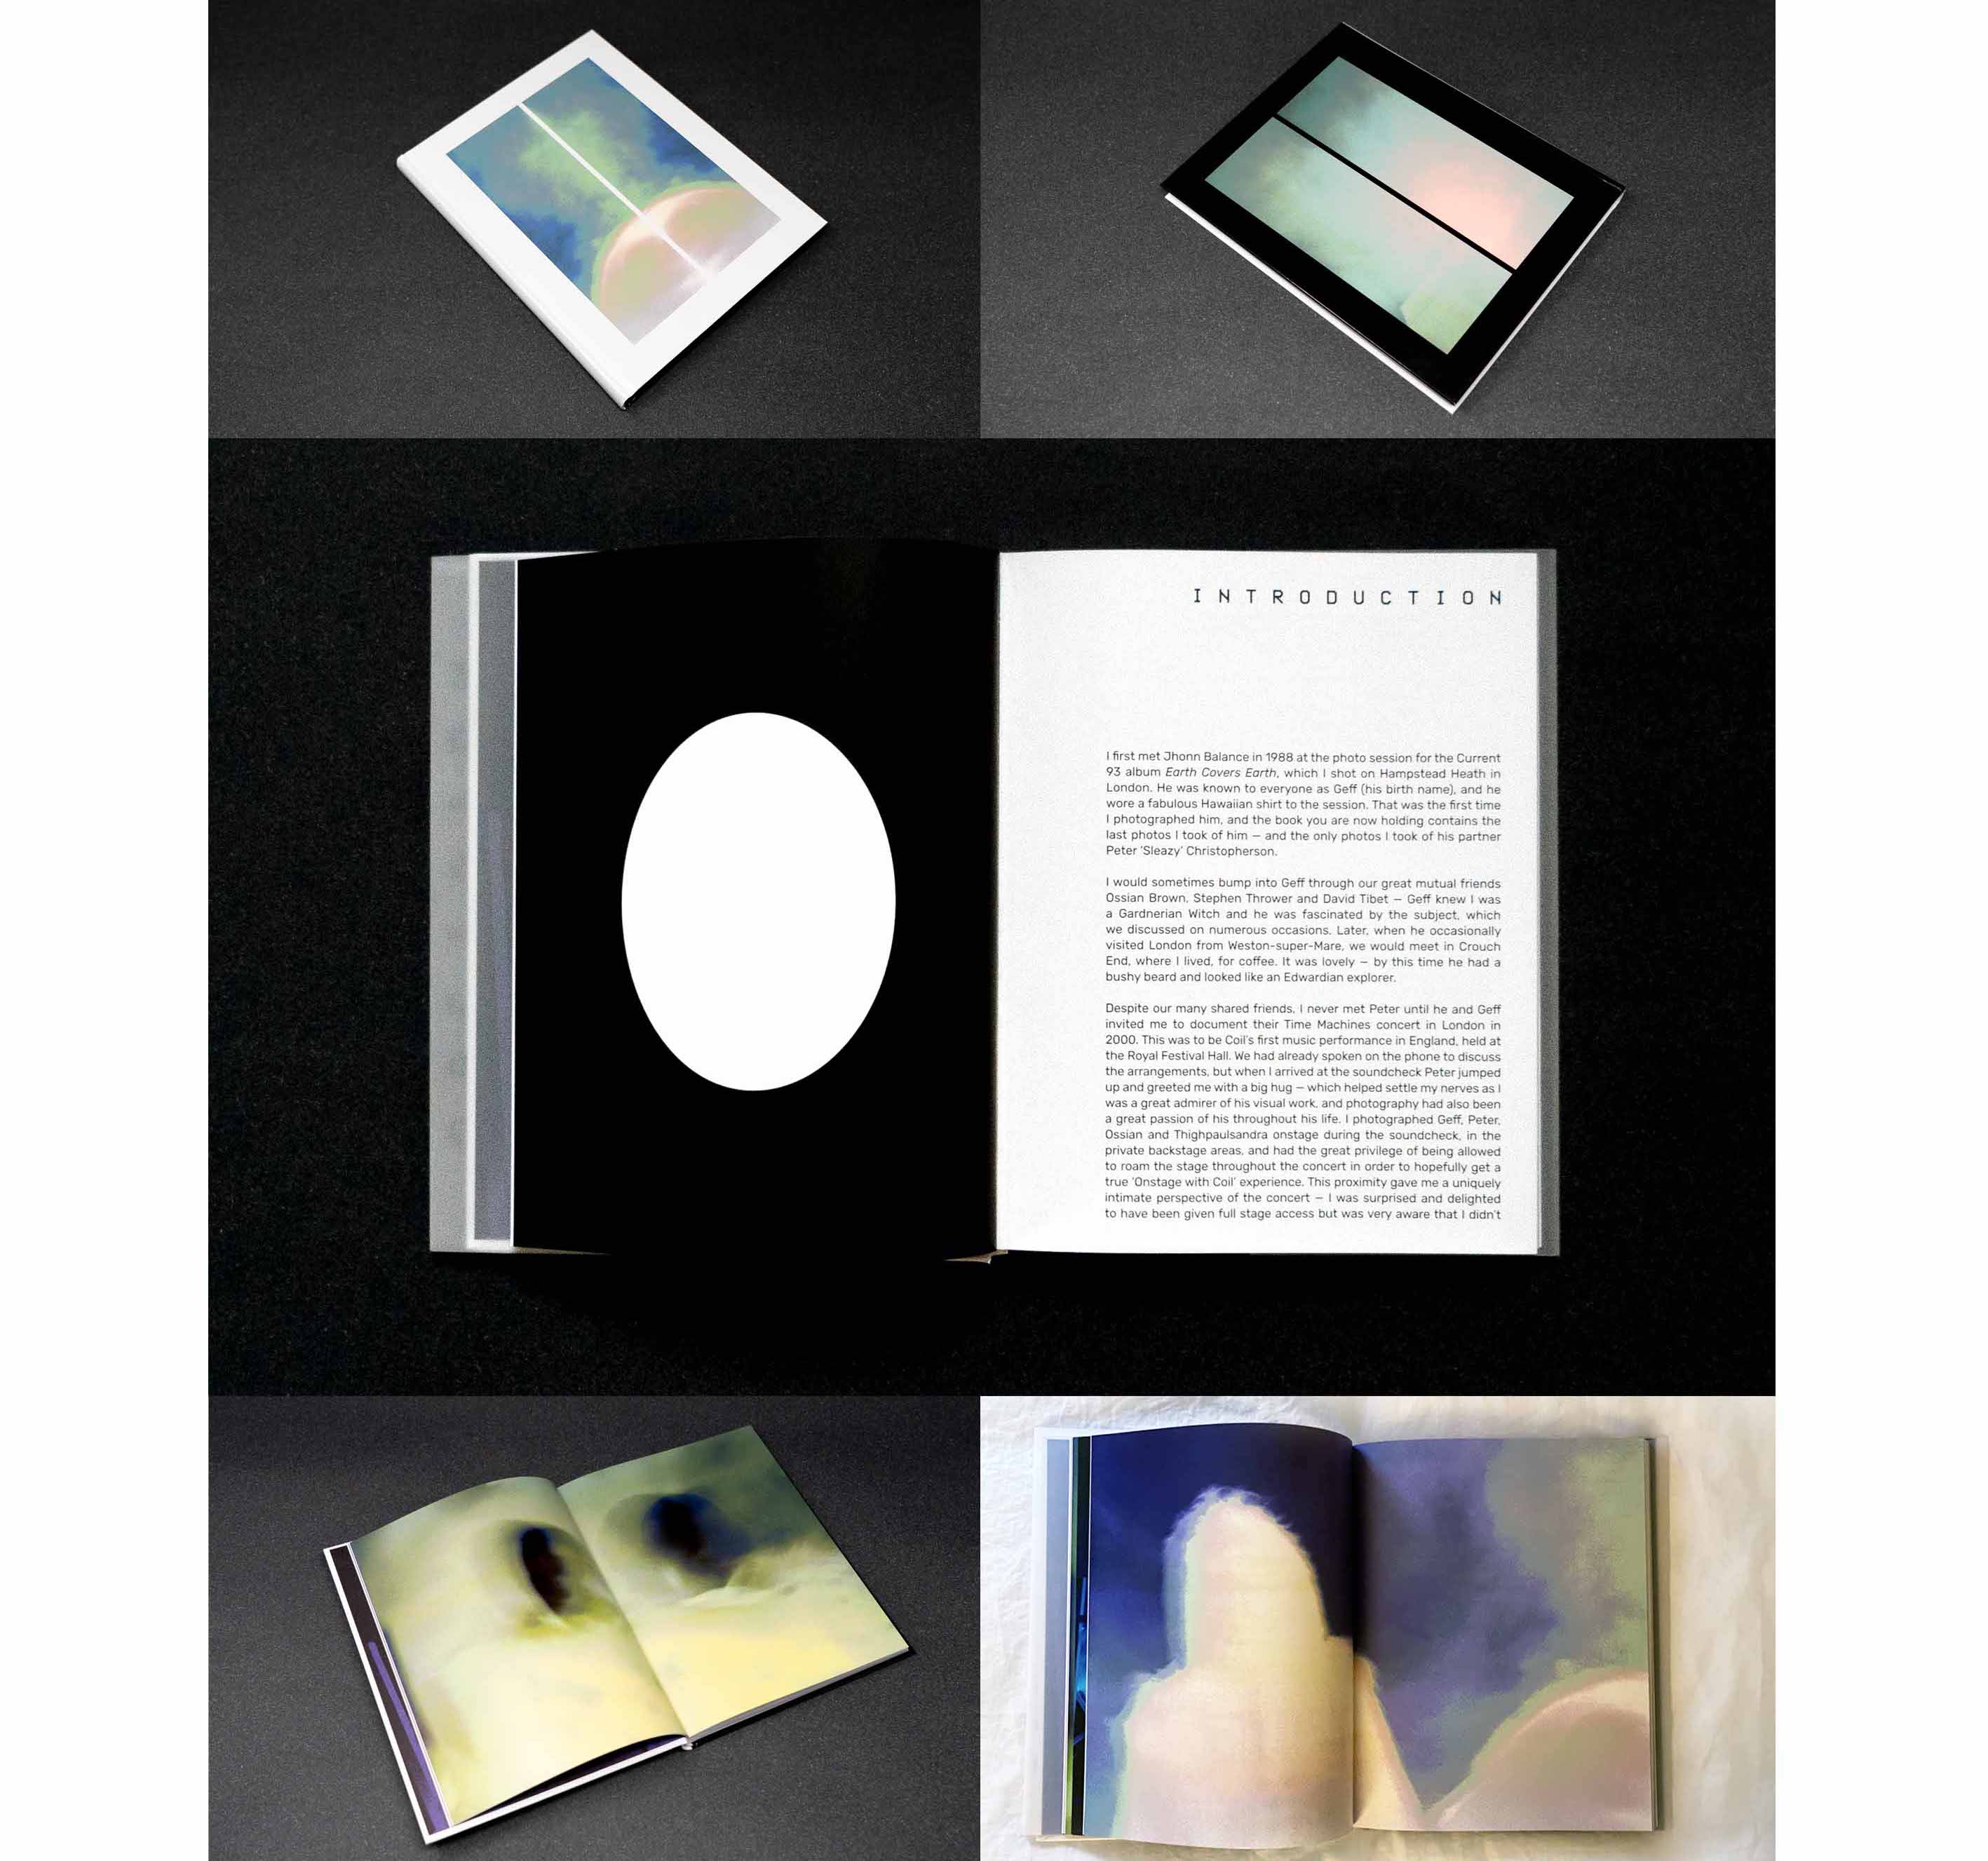 INTRODUCTION
I first met Jhonn Balance in 1988 at the photo session for the Current
93 album Earth Covers Earth, which I shot on Hampstead Heath in
London. He was known to everyone as Geff (his birth name), and he
wore a fabulous Hawaiian shirt to the session. That was the first time
I photographed him, and the book you are now holding contains the
last photos I took of him – and the only photos I took of his partner
Peter 'Sleazy' Christopherson.
I would sometimes bump into Geff through our great mutual friends
Ossian Brown, Stephen Thrower and David Tibet – Geff knew I was
a Gardnerian Witch and he was fascinated by the subject, which
we discussed on numerous occasions. Later, when he occasionally
visited London from Weston-super-Mare, we would meet in Crouch
End, where I lived, for coffee. It was lovely – by this time he had a
bushy beard and looked like an Edwardian explorer.
Despite our many shared friends, I never met Peter until he and Geff
invited me to document their Time Machines concert in London in
2000. This was to be Coil's first music performance in England, held at
the Royal Festival Hall. We had already spoken on the phone to discuss
the arrangements, but when I arrived at the soundcheck Peter jumped
up and greeted me with a big hug – which helped settle my nerves as I
was a great admirer of his visual work, and photography had also been
a great passion of his throughout his life. I photographed Geff, Peter,
Ossian and Thighpaulsandra onstage during the soundcheck, in the
private backstage areas, and had the great privilege of being allowed
to roam the stage throughout the concert in order to hopefully get a
true 'Onstage with Coil' experience. This proximity gave me a uniquely
intimate perspective of the concert – I was surprised and delighted
to have been given full stage access but was very aware that I didn't